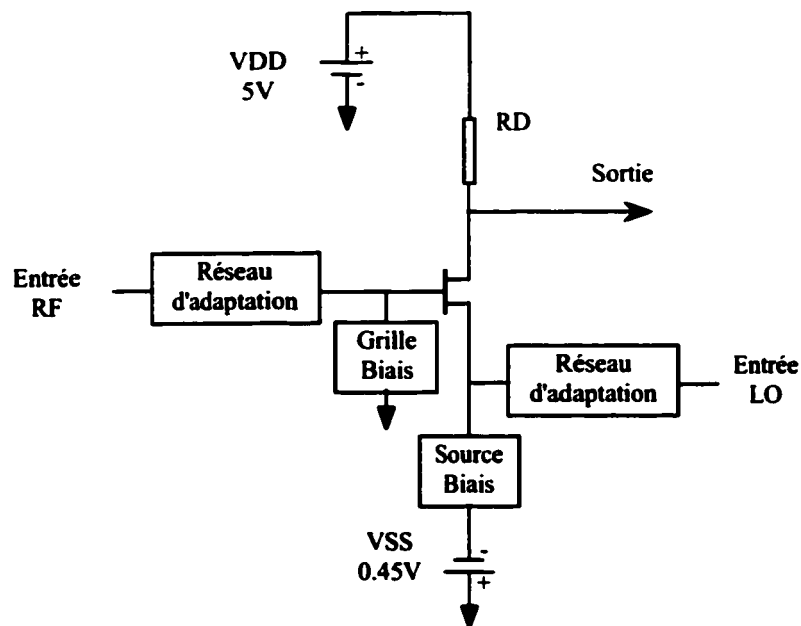 VDD
5V
+
-
RD
Sortie
Entrée
RF
Réseau
d'adaptation
Grille
Biais
Réseau
d'adaptation
Entrée
LO
Source
Biais
VSS
0.45V
-
+